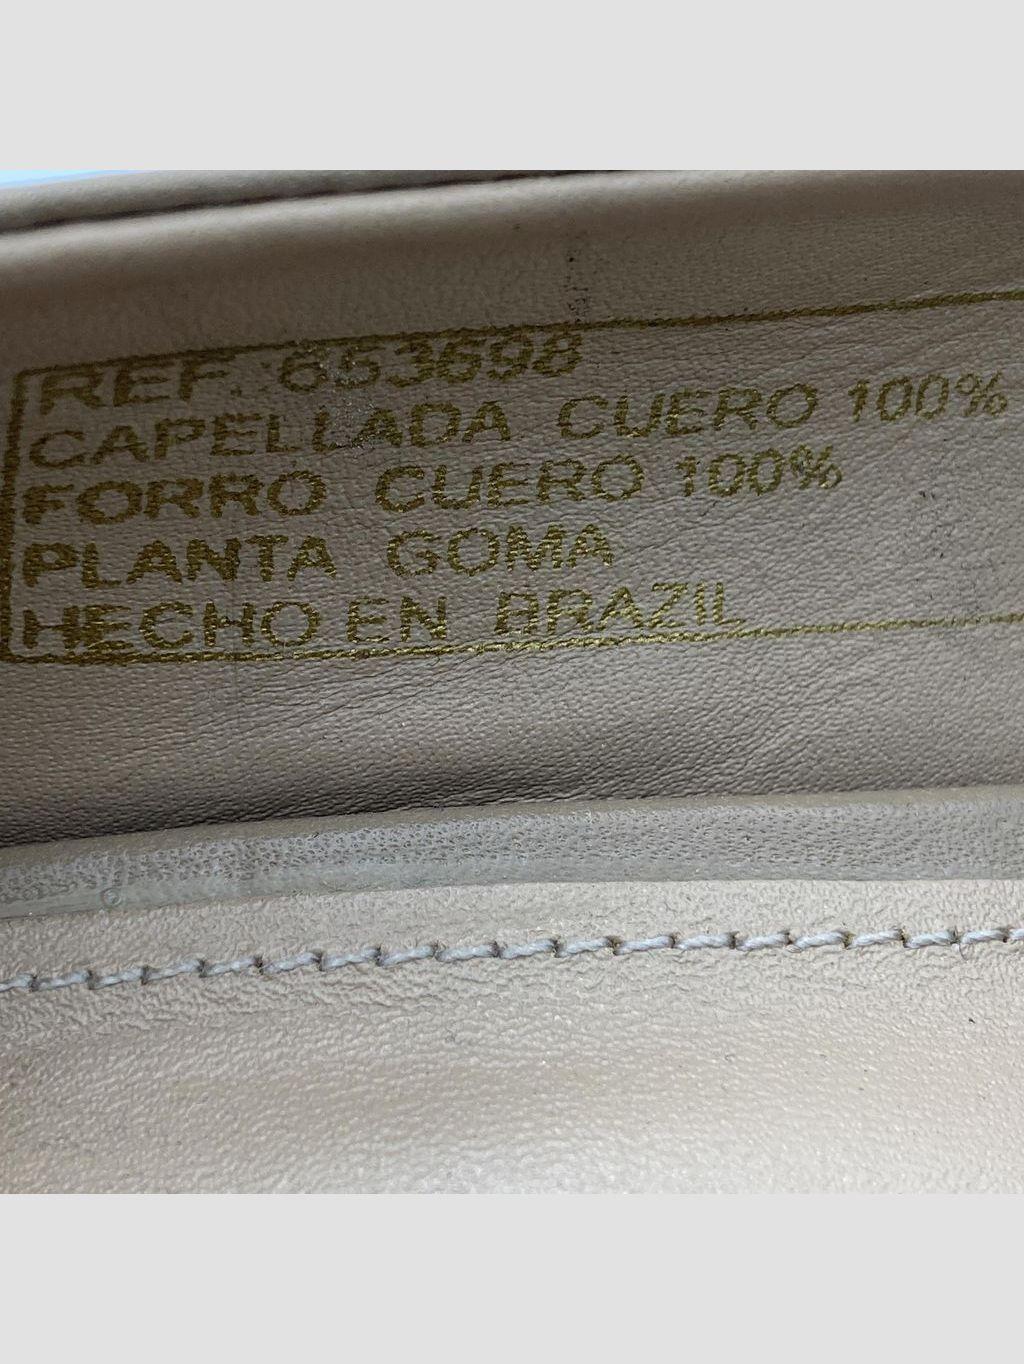 REF. 653698
CAPELLADA CUERO 100%
FORRO CUERO 100%
PLANTA GOMA
HECHO EN BRAZIL